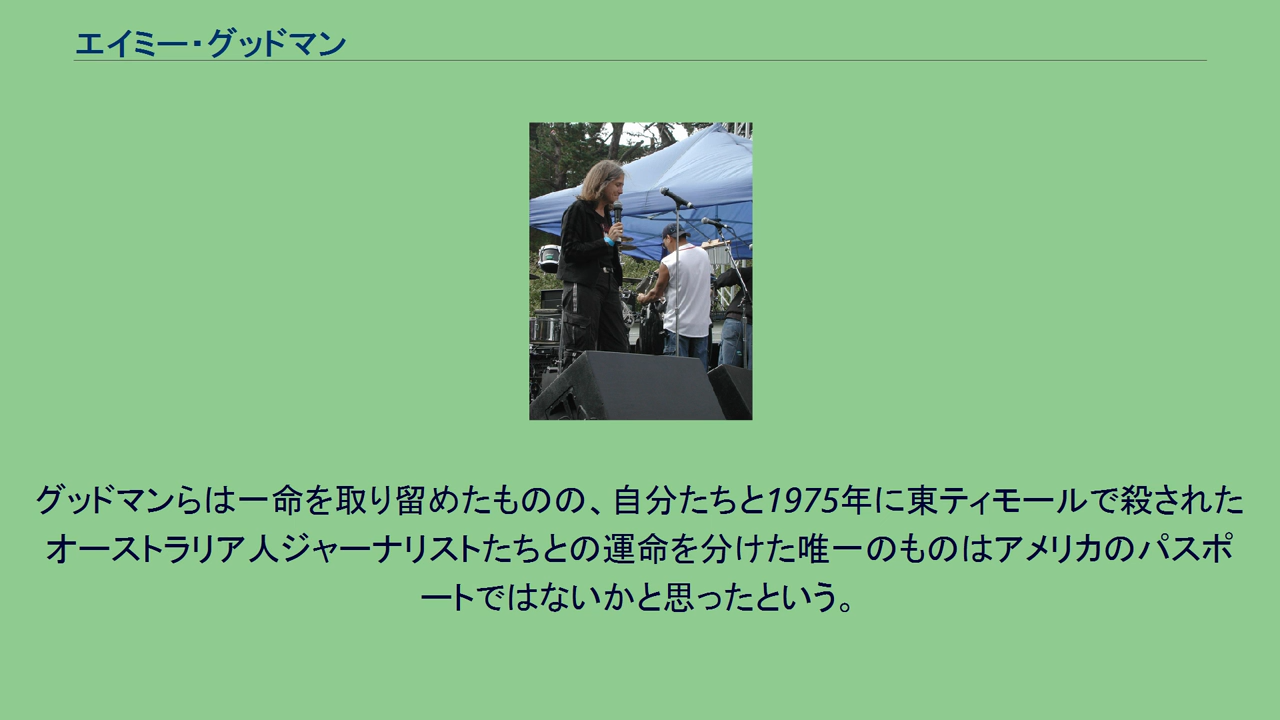 エイミー・グッドマン
グッドマンらは一命を取り留めたものの、自分たちと1975年に東ティモールで殺された
オーストラリア人ジャーナリストたちとの運命を分けた唯一のものはアメリカのパスポ
ートではないかと思ったという。